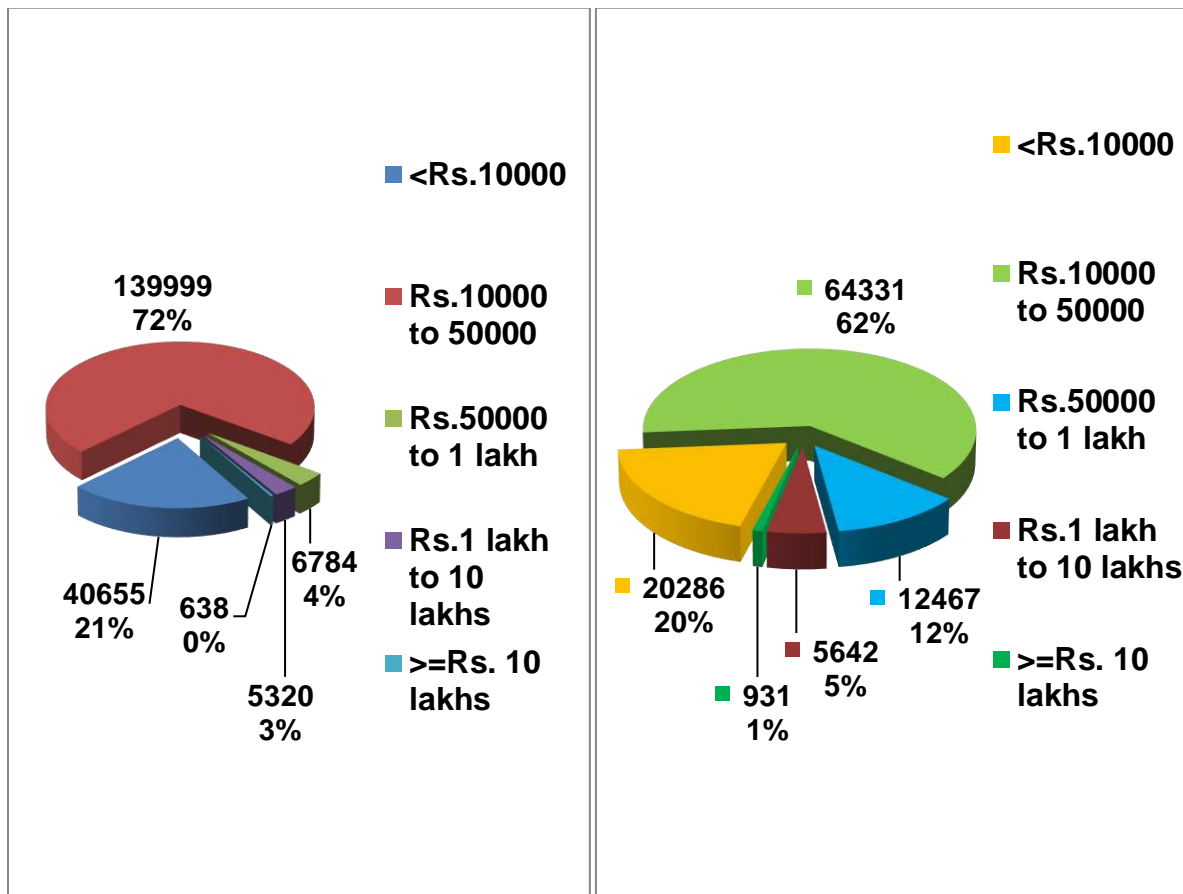 139999
72%
40655
21%
638
0%
5320
3%
6784
4%
<Rs.10000
Rs.10000
to 50000
Rs.50000
to 1 lakh
Rs.1 lakh
to 10
lakhs
>=Rs. 10
lakhs
64331
62%
20286
20%
931
1%
5642
5%
12467
12%
<Rs.10000
Rs.10000
to 50000
Rs.50000
to 1 lakh
Rs.1 lakh
to 10 lakhs
>=Rs. 10
lakhs